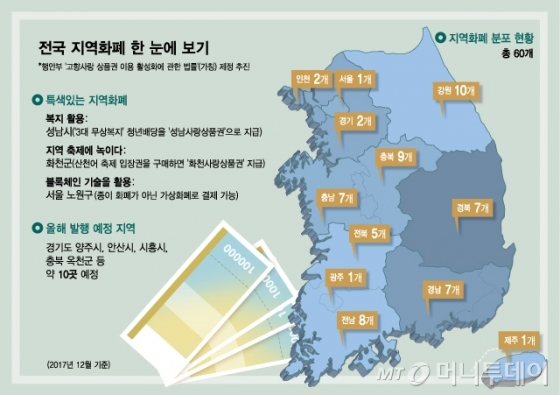 전국 지역화폐 한 눈에 보기
*행안부 '고향사랑 상품권 이용 활성화에 관한 법률'(가칭) 제정 추진
특색있는 지역화폐
복지 활용:
성남시('3대 무상복지' 청년배당을 '성남사랑상품권'으로 지급)
지역 축제에 녹이다:
화천군(산천어 축제 입장권을 구매하면 '화천사랑상품권' 지급)
블록체인 기술을 활용:
서울 노원구(종이 화폐가 아닌 가상화폐로 결제 가능)
올해 발행 예정 지역
경기도 양주시, 안산시, 시흥시,
충북 옥천군 등
약 10곳 예정
(2017년 12월 기준)
100000
지역화폐 분포 현황
총 60개
인천 2개
서울 1개
강원 10개
경기 2개
충북 9개
충남 7개
경북 7개
전북 5개
광주 1개
경남 7개
전남 8개
제주 1개
MT 머니투데이